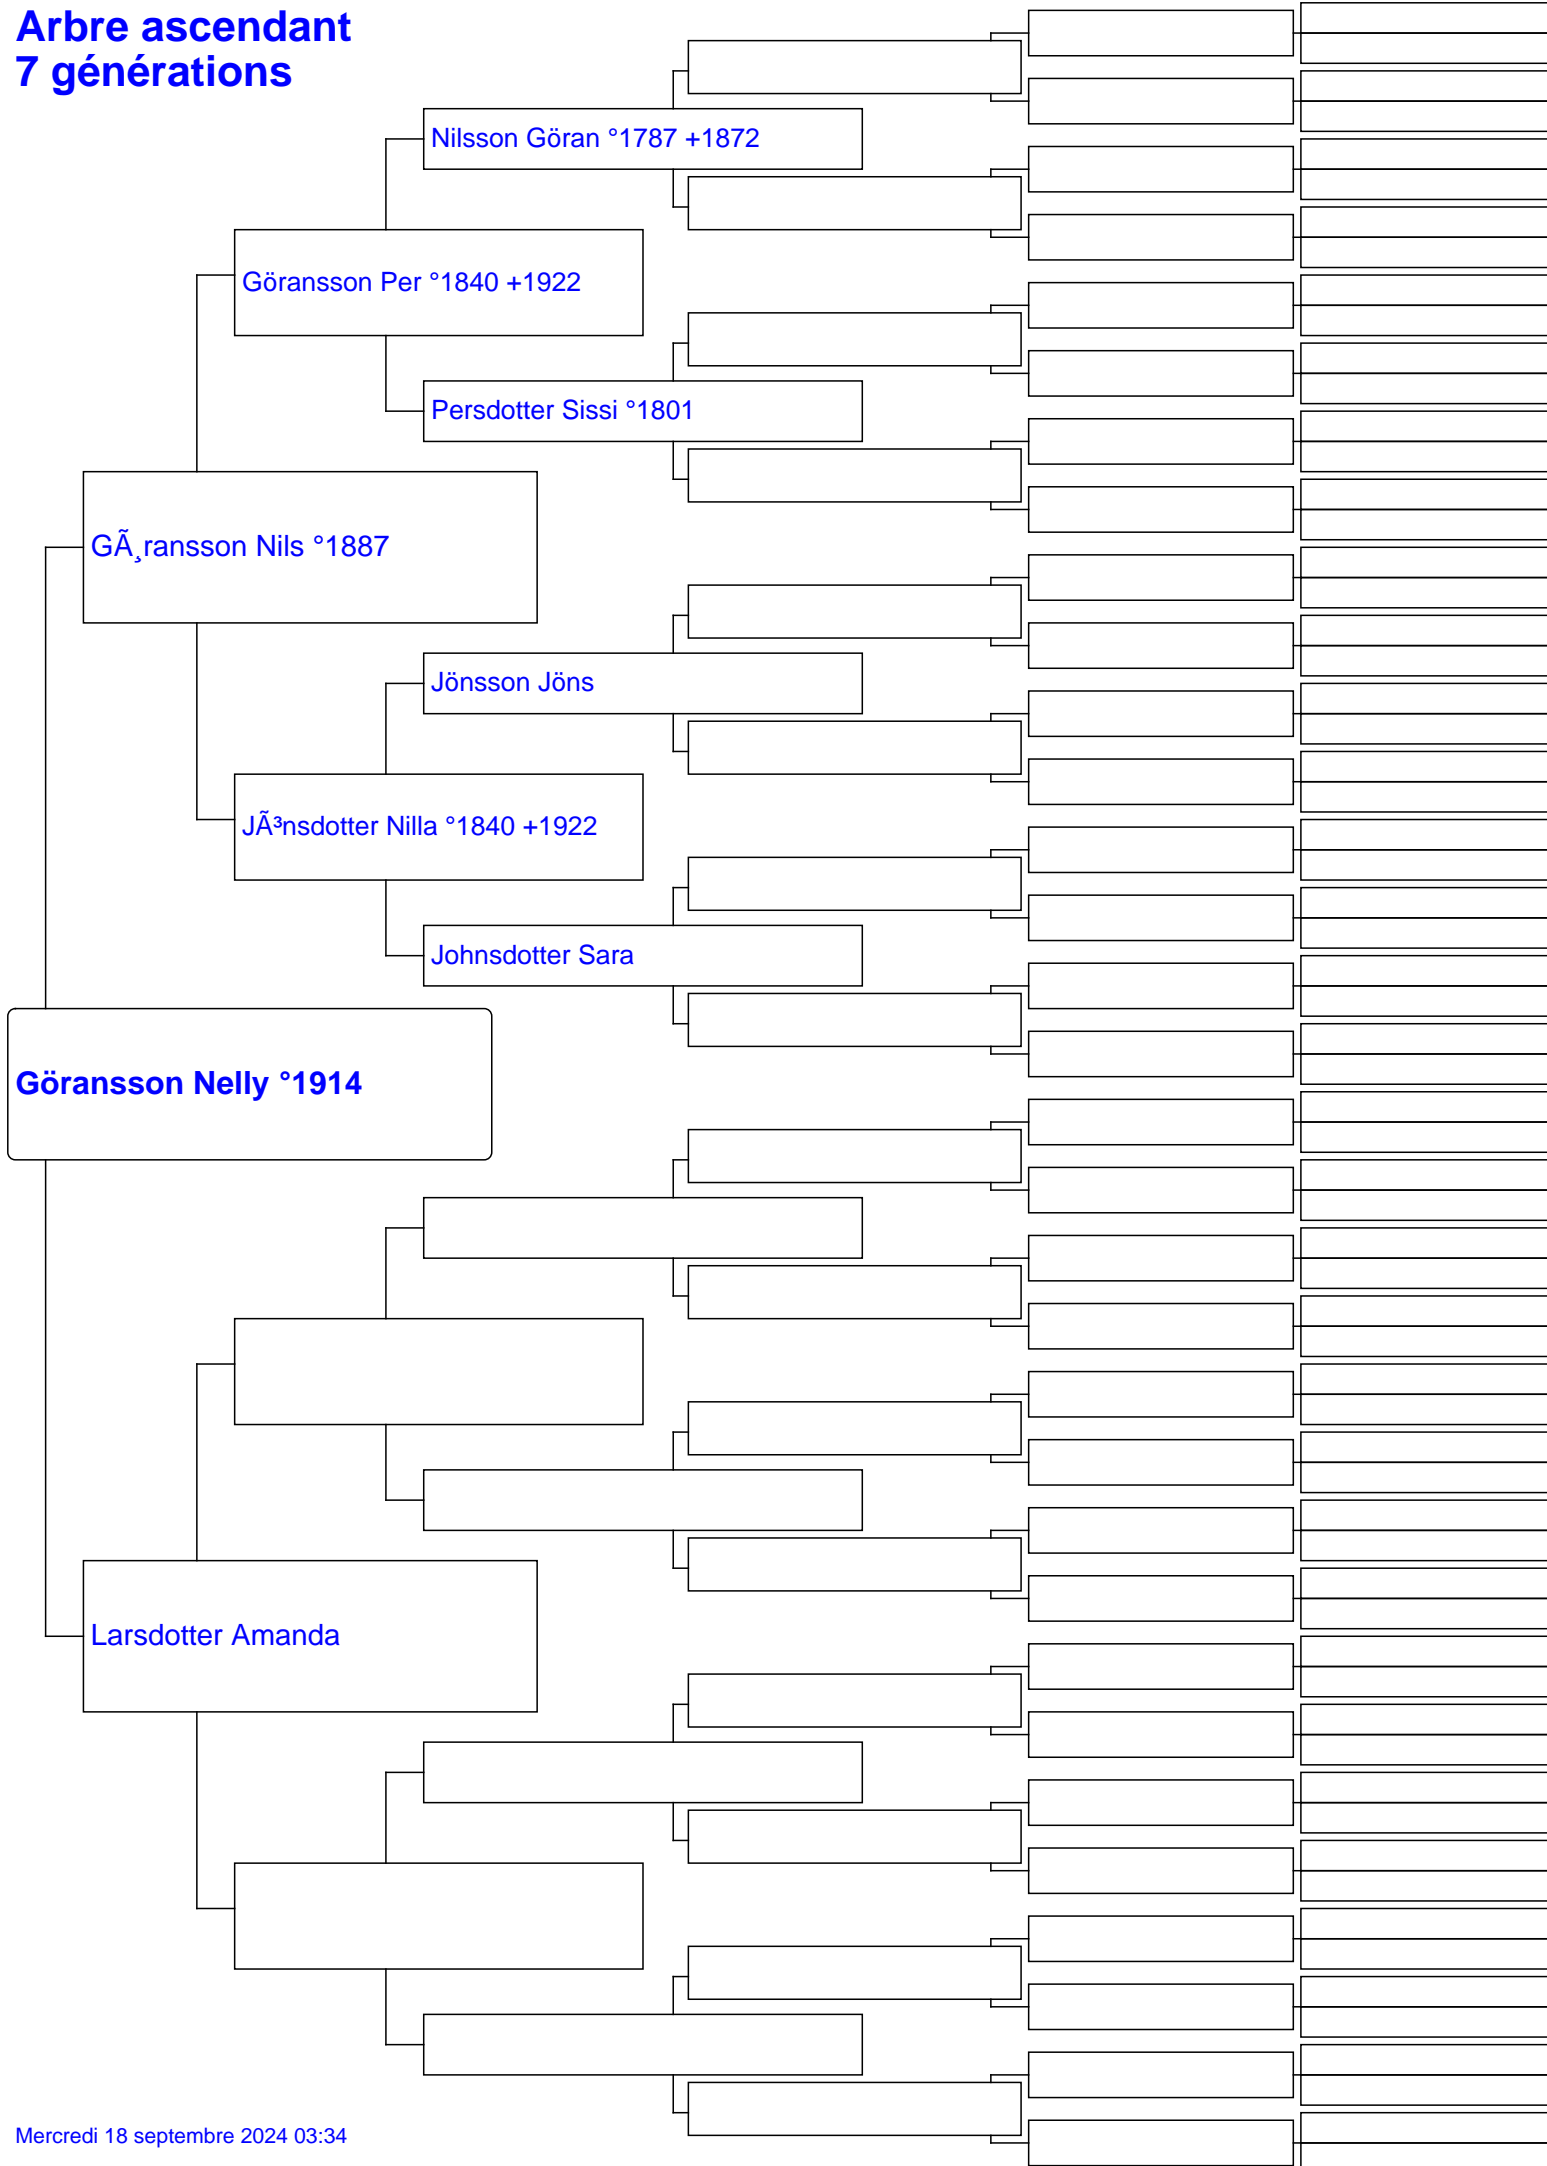 Arbre ascendant
7 générations
Nilsson Göran °1787 +1872
Göransson Per °1840 +1922
Persdotter Sissi °1801
GÃ¸ransson Nils °1887
Jönsson Jöns
JÃ³nsdotter Nilla °1840 +1922
Johnsdotter Sara
Göransson Nelly °1914
Larsdotter Amanda
Mercredi 18 septembre 2024 03:34